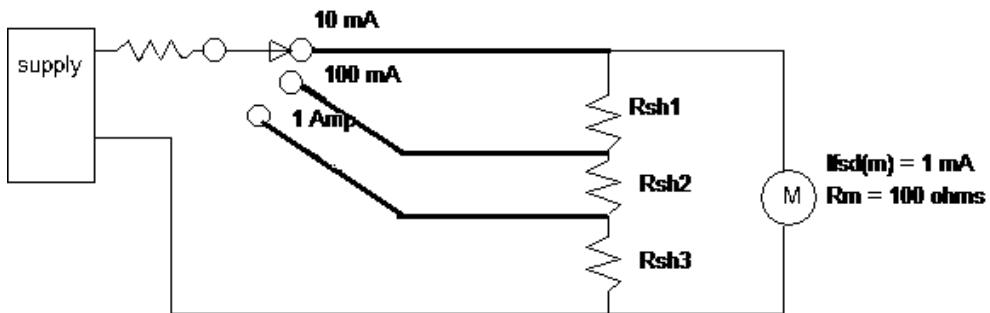 10 mA
supply
100 mA
1 Amp
Rsh1
Rsh2
Rsh3
M
Ifsd(m) = 1 mA
Rm = 100 ohms